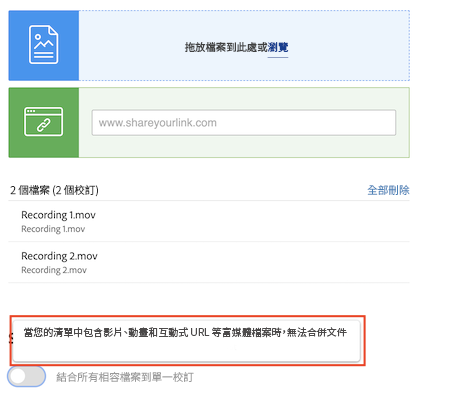 拖放檔案到此處或瀏覽
www.shareyourlink.com
2 個檔案 (2 個校訂) 全部刪除
Recording 1.mov
Recording 1.mov
Recording 2.mov
Recording 2.mov
當您的清單中包含影片、動畫和互動式 URL 等富媒體檔案時，無法合併文件
結合所有相容檔案到單一校訂